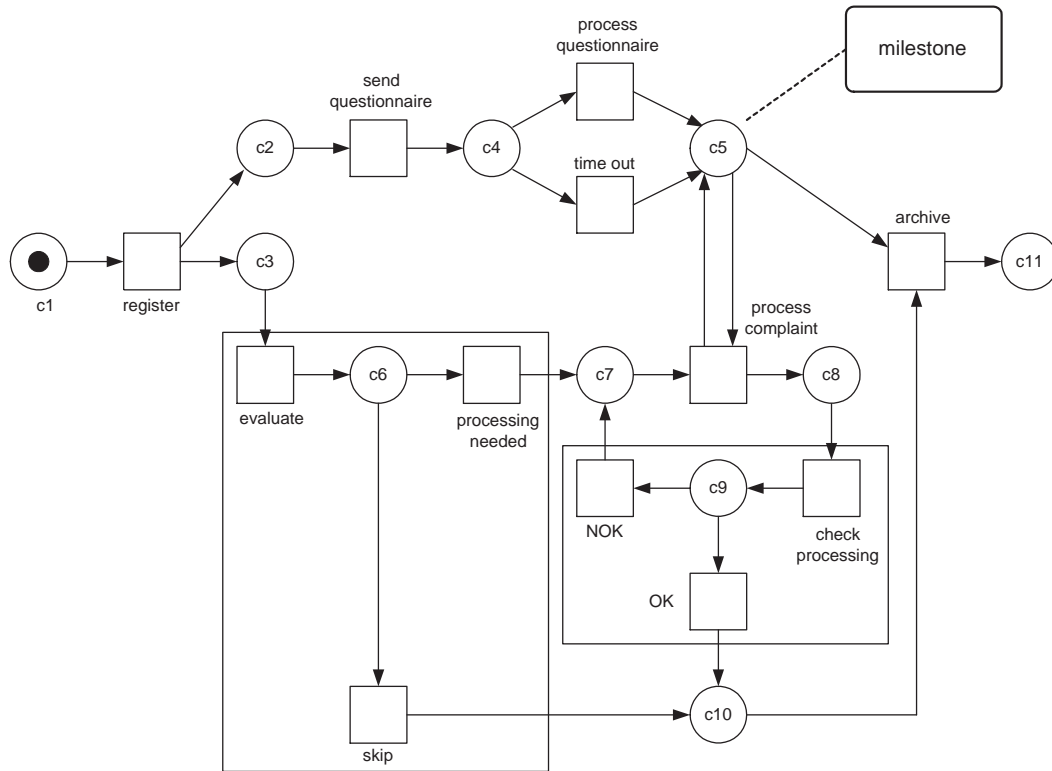 process
questionnaire
milestone
send
questionnaire
c2
c4
c5
time out
archive
c3
c11
c1
register
process
complaint
c6
c7
c8
evaluate
processing
needed
c9
NOK
check
processing
OK
c10
skip